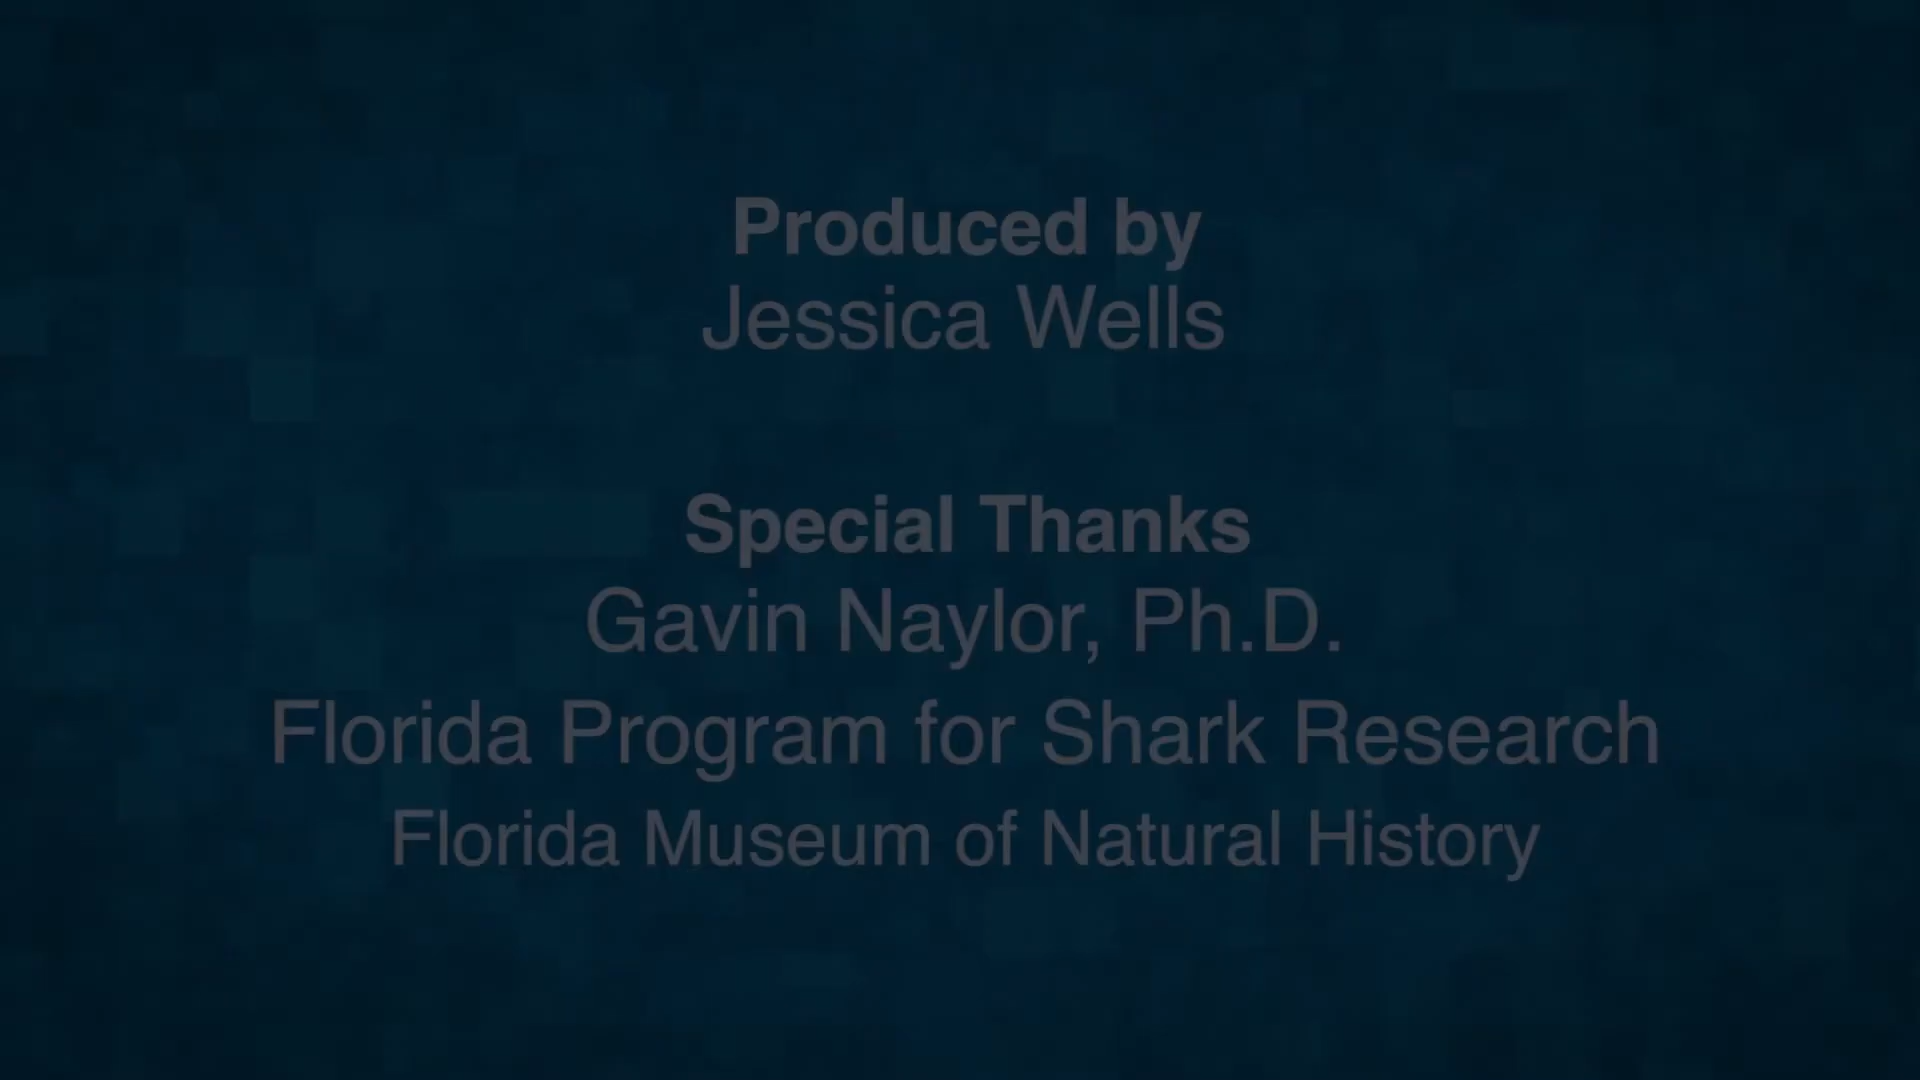 Produced by
Jessica Wells
Special Thanks
Gavin Naylor, Ph.D.
Florida Program for Shark Research
Florida Museum of Natural History